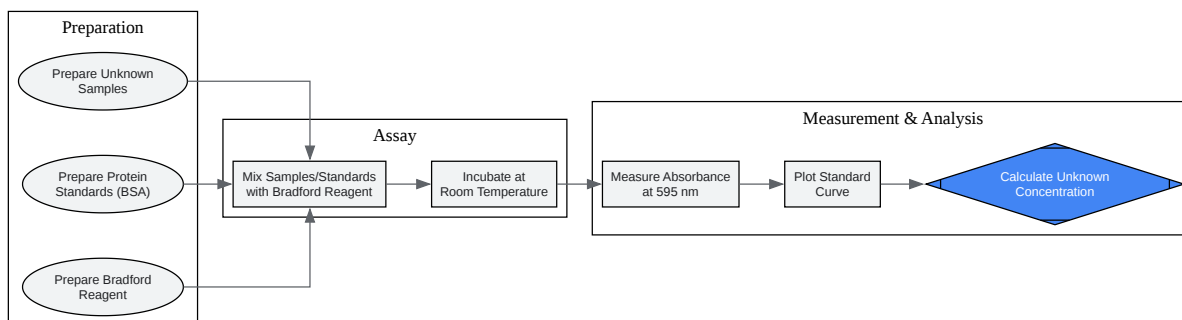 Preparation
Prepare Unknown
Samples
Prepare Protein
Standards (BSA)
Prepare Bradford
Reagent
Assay
Mix Samples/Standards
with Bradford Reagent
Incubate at
Room Temperature
Measurement & Analysis
Measure Absorbance
at 595 nm
Plot Standard
Curve
Calculate Unknown
Concentration